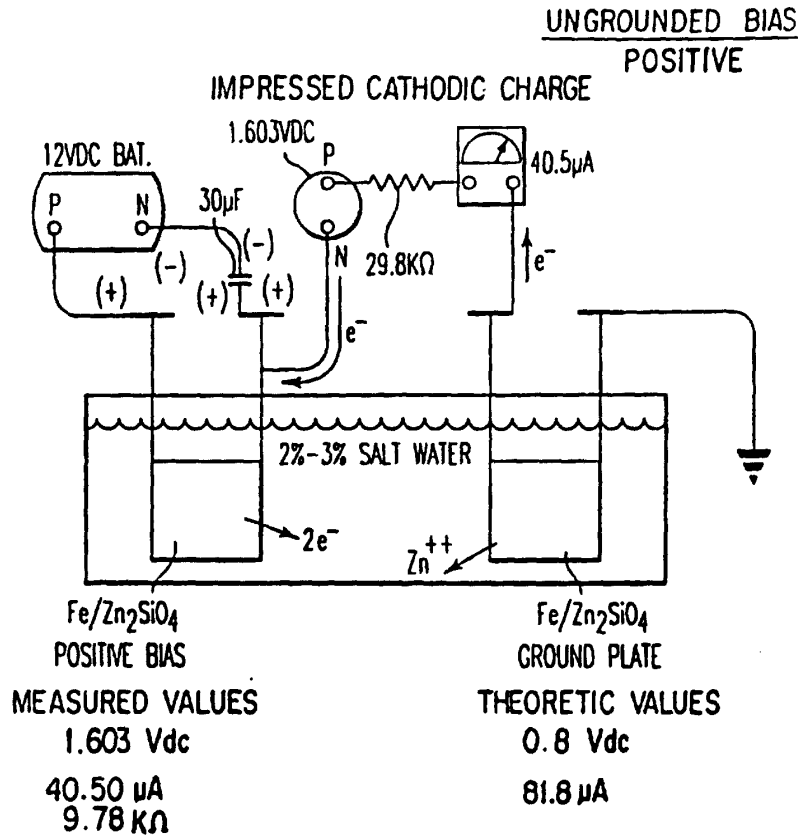 UNGROUNDED BIAS
POSITIVE
IMPRESSED CATHODIC CHARGE
1.603VDC
12VDC BAT.
P
40.5µA
P
N
30µF
(-)
N
29.8KΩ
e⁻
(-)
(+)
(+)
(+)
e⁻
2%-3% SALT WATER
2e⁻
Zn⁺⁺
Fe/Zn₂SiO₄
Fe/Zn₂SiO₄
POSITIVE BIAS
GROUND PLATE
MEASURED VALUES
THEORETIC VALUES
1.603 Vdc
0.8 Vdc
40.50 µA
81.8 µA
9.78 KΩ